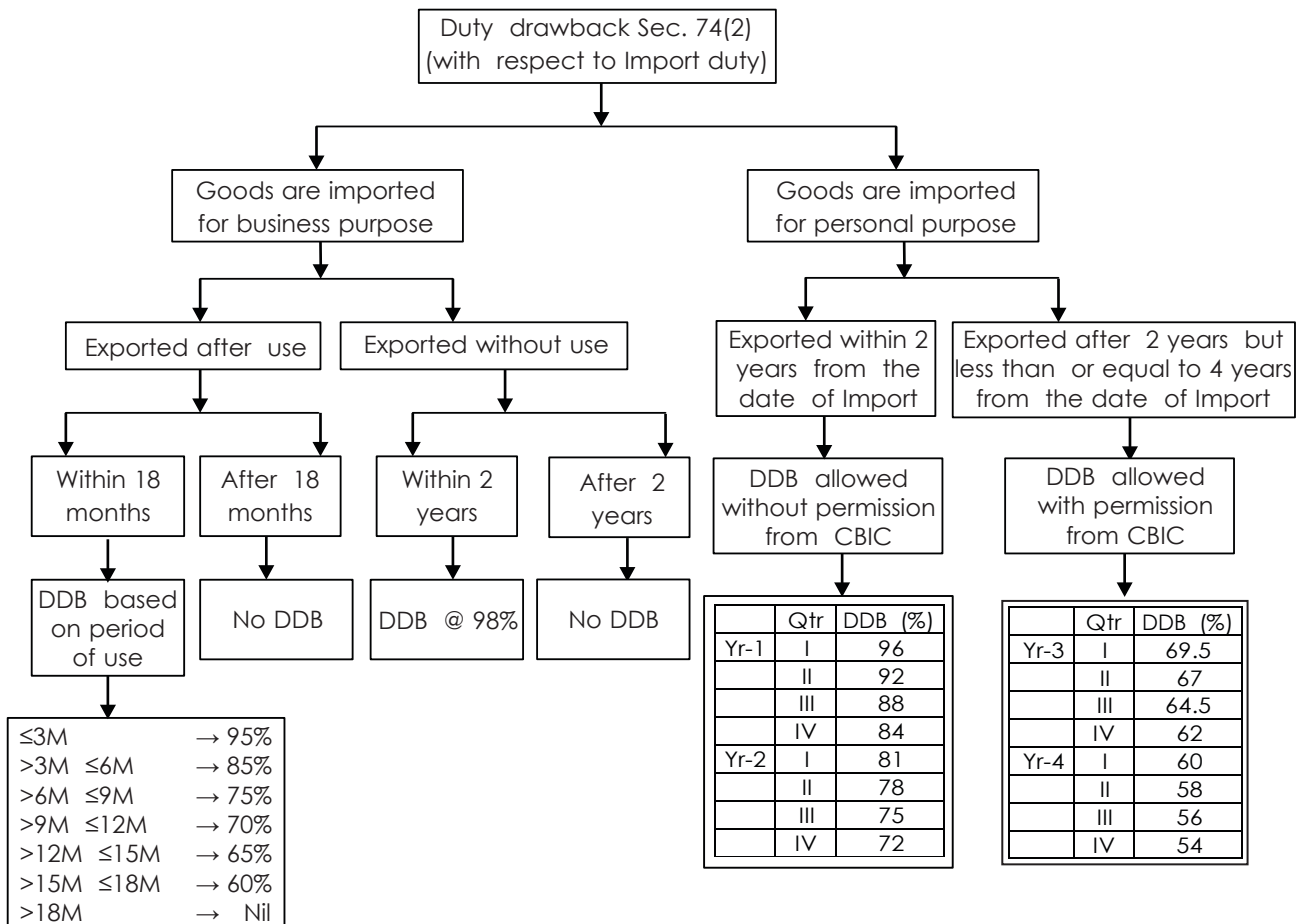 Duty drawback Sec. 74(2)
(with respect to Import duty)
Goods are imported
for business purpose
Goods are imported
for personal purpose
Exported after use
Exported without use
Exported within 2
years from the
date of Import
Exported after 2 years but
less than or equal to 4 years
from the date of Import
Within 18
months
After 18
months
Within 2
years
After 2
years
DDB allowed
without permission
from CBIC
DDB allowed
with permission
from CBIC
DDB based
on period
of use
No DDB
DDB @ 98%
No DDB
≤3M → 95%
>3M ≤6M → 85%
>6M ≤9M → 75%
>9M ≤12M → 70%
>12M ≤15M → 65%
>15M ≤18M → 60%
>18M → Nil
Qtr DDB (%)
Yr-1 I 96
II 92
III 88
IV 84
Yr-2 I 81
II 78
III 75
IV 72
Qtr DDB (%)
Yr-3 I 69.5
II 67
III 64.5
IV 62
Yr-4 I 60
II 58
III 56
IV 54